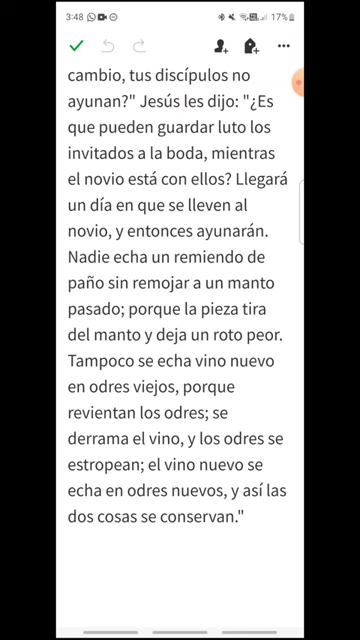 3:48
17%
cambio, tus discípulos no
ayunan?" Jesús les dijo: "¿Es
que pueden guardar luto los
invitados a la boda, mientras
el novio está con ellos? Llegará
un día en que se lleven al
novio, y entonces ayunarán.
Nadie echa un remiendo de
paño sin remojar a un manto
pasado; porque la pieza tira
del manto y deja un roto peor.
Tampoco se echa vino nuevo
en odres viejos, porque
revientan los odres; se
derrama el vino, y los odres se
estropean; el vino nuevo se
echa en odres nuevos, y así las
dos cosas se conservan."